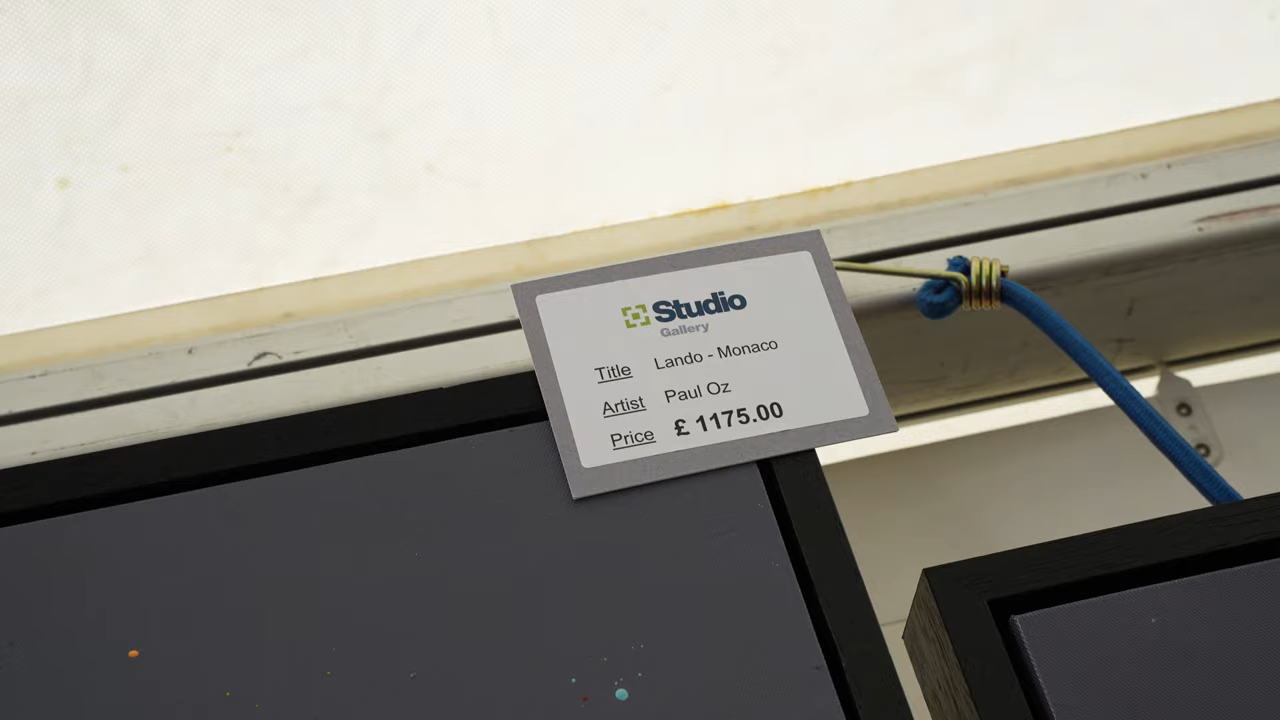 Studio
Gallery
Title Lando - Monaco
Artist Paul Oz
Price £ 1175.00